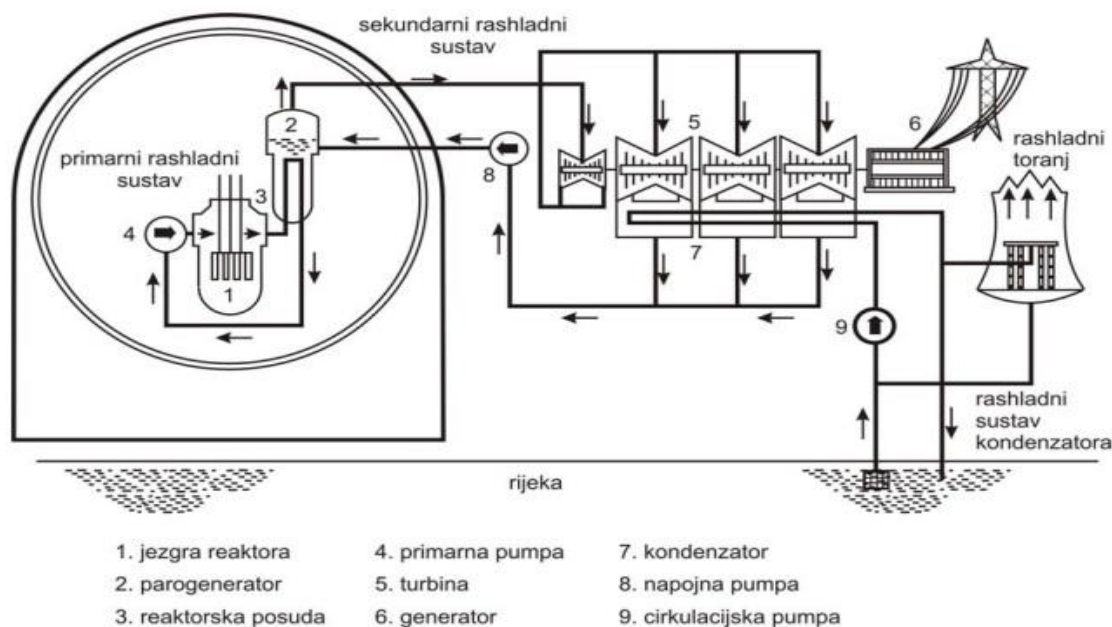 sekundarni rashladni
sustav
primarni rashladni
sustav
2
3
4
1
8
5
7
6
rashladni
toranj
9
rashladni
sustav
kondenzatora
rijeka
1. jezgra reaktora
2. parogenerator
3. reaktorska posuda
4. primarna pumpa
5. turbina
6. generator
7. kondenzator
8. napojna pumpa
9. cirkulacijska pumpa